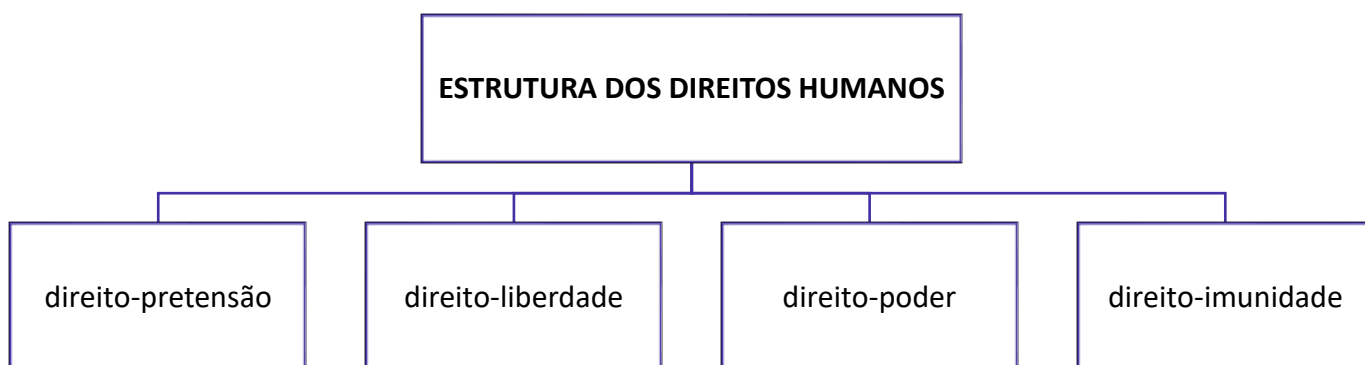 ESTRUTURA DOS DIREITOS HUMANOS
direito-pretensão
direito-liberdade
direito-poder
direito-imunidade